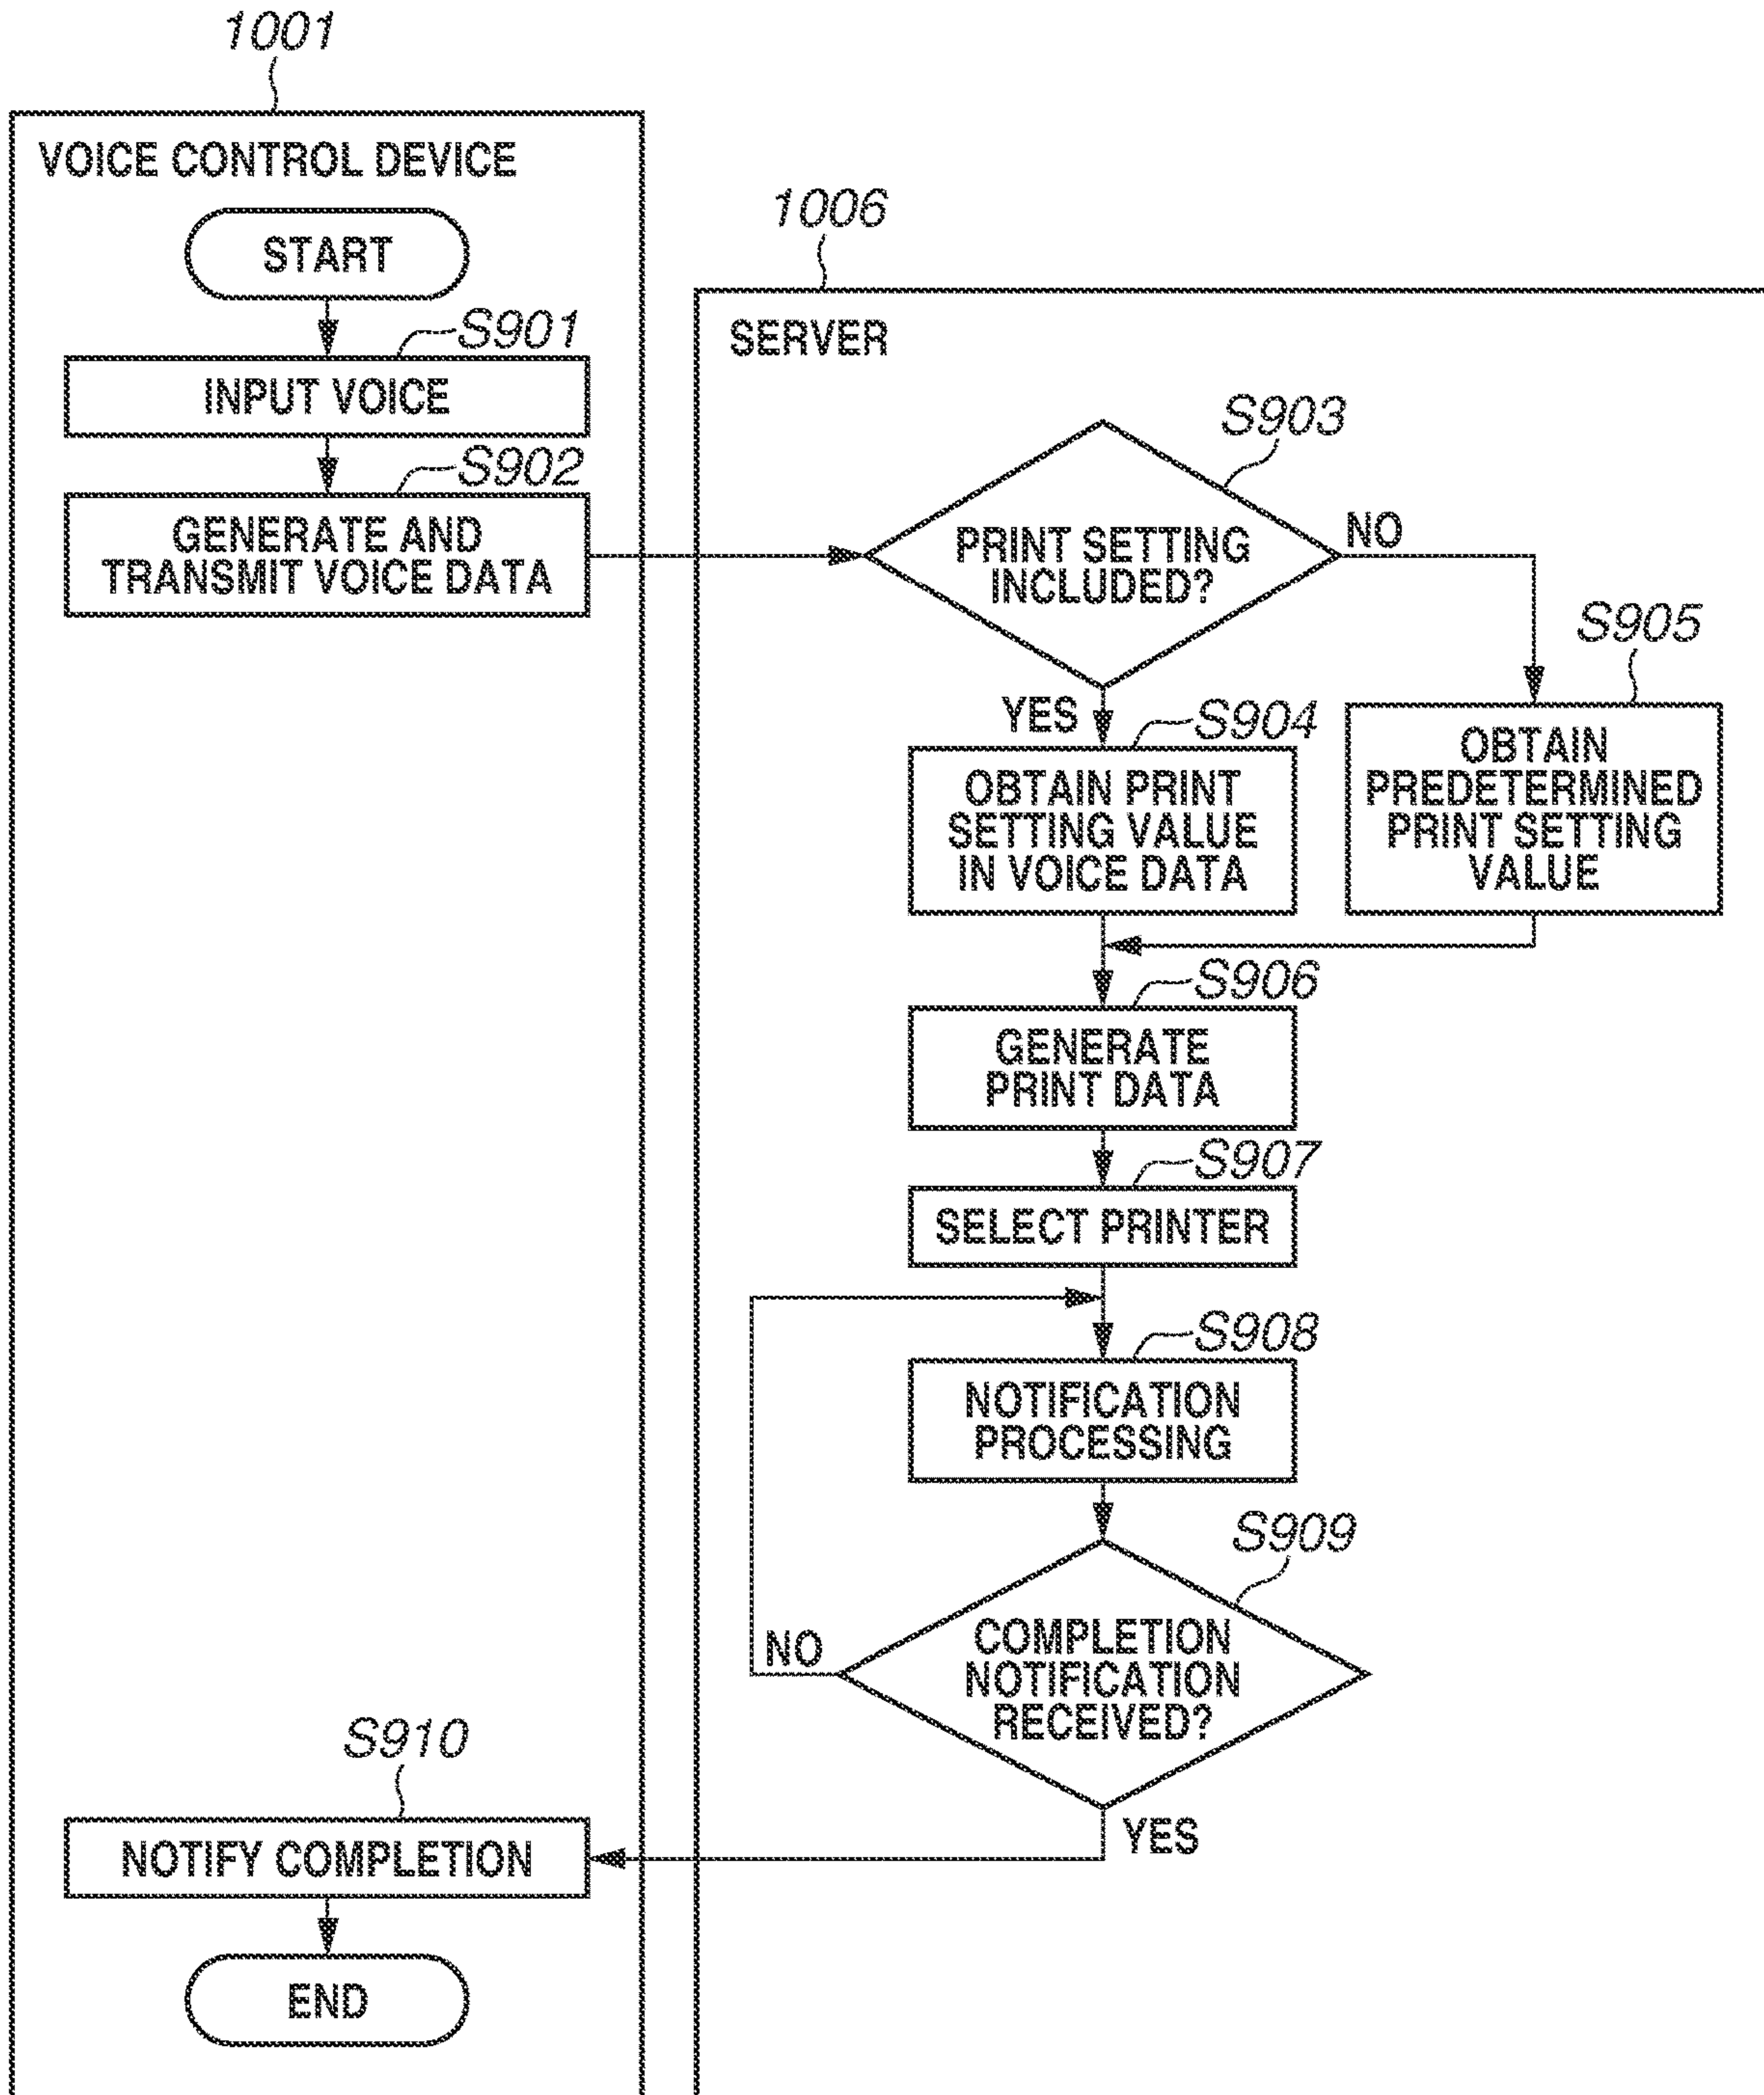 1001
VOICE CONTROL DEVICE
START
S901
INPUT VOICE
S902
GENERATE AND
TRANSMIT VOICE DATA
1006
SERVER
S903
PRINT SETTING
INCLUDED?
NO
YES
S904
OBTAIN PRINT
SETTING VALUE
IN VOICE DATA
S905
OBTAIN
PREDETERMINED
PRINT SETTING
VALUE
S906
GENERATE
PRINT DATA
S907
SELECT PRINTER
S908
NOTIFICATION
PROCESSING
S909
COMPLETION
NOTIFICATION
RECEIVED?
NO
YES
S910
NOTIFY COMPLETION
END